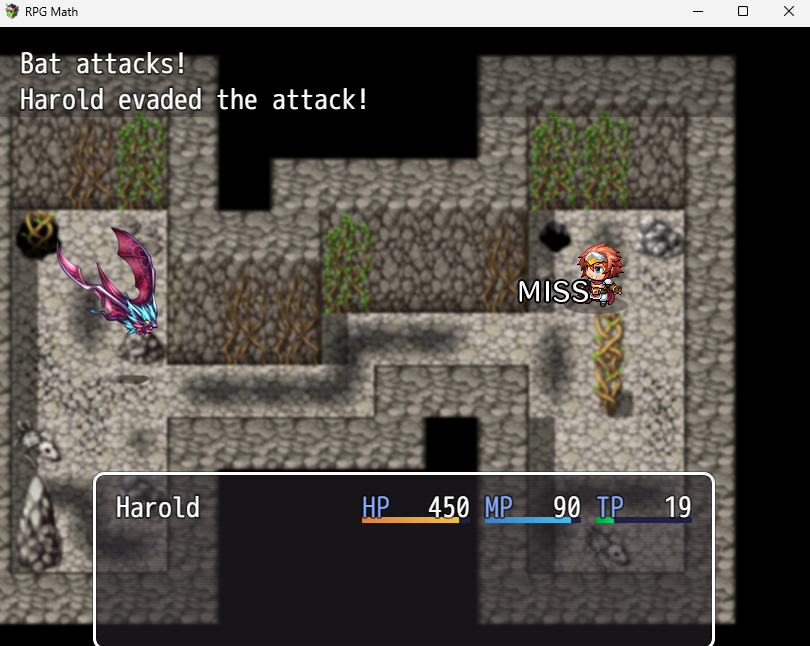 RPG Math
Bat attacks!
Harold evaded the attack!
MISS
Harold HP 450 MP 90 TP 19